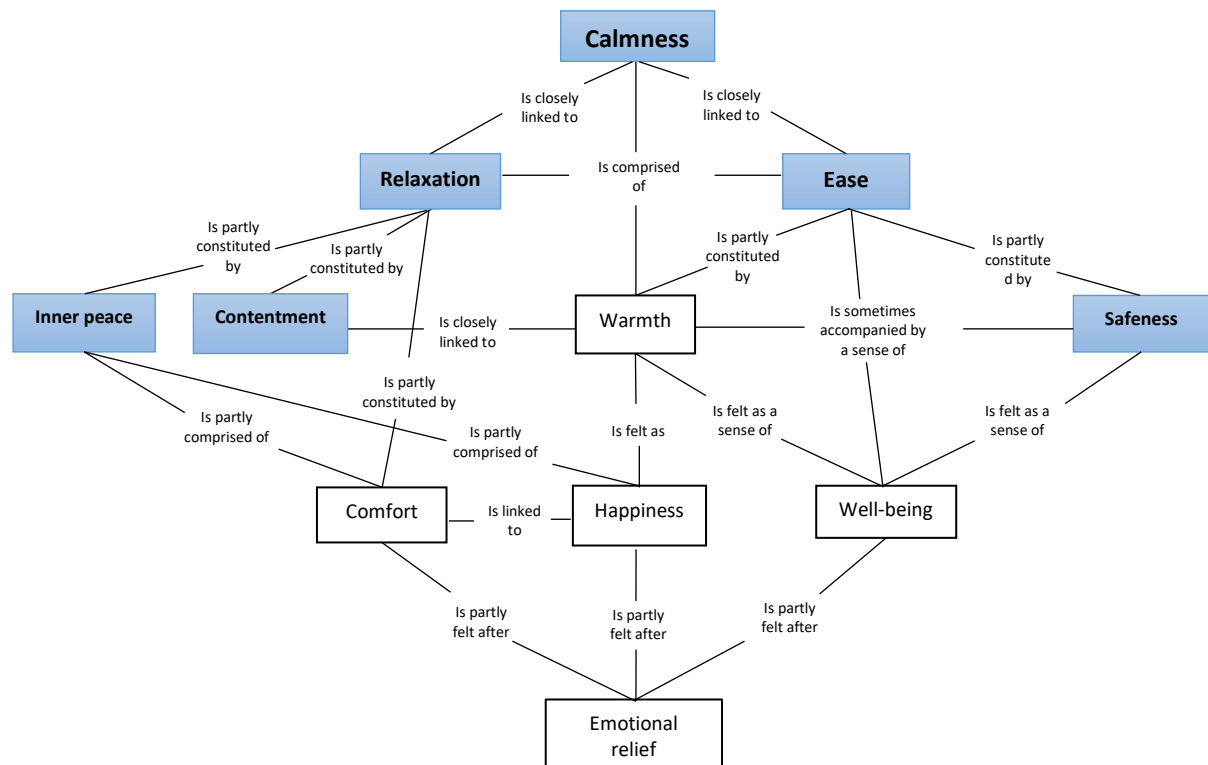 Calmness
Is closely
linked to
Is closely
linked to
Relaxation
Is comprised
of
Ease
Is partly
constituted
by
Is partly
constituted by
Is partly
constituted
by
Is partly
constitute
d by
Inner peace
Contentment
Is closely
linked to
Warmth
Is sometimes
accompanied by
a sense of
Safeness
Is partly
constituted by
Is partly
comprised of
Is partly
comprised of
Is felt as
Is felt as a
sense of
Is felt as a
sense of
Comfort
Is linked
to
Happiness
Well-being
Is partly
felt after
Is partly
felt after
Is partly
felt after
Emotional
relief